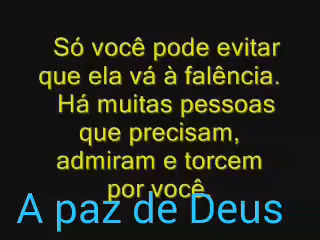 Só você pode evitar
que ela vá à falência.
Há muitas pessoas
que precisam,
admiram e torcem
por você.
A paz de Deus